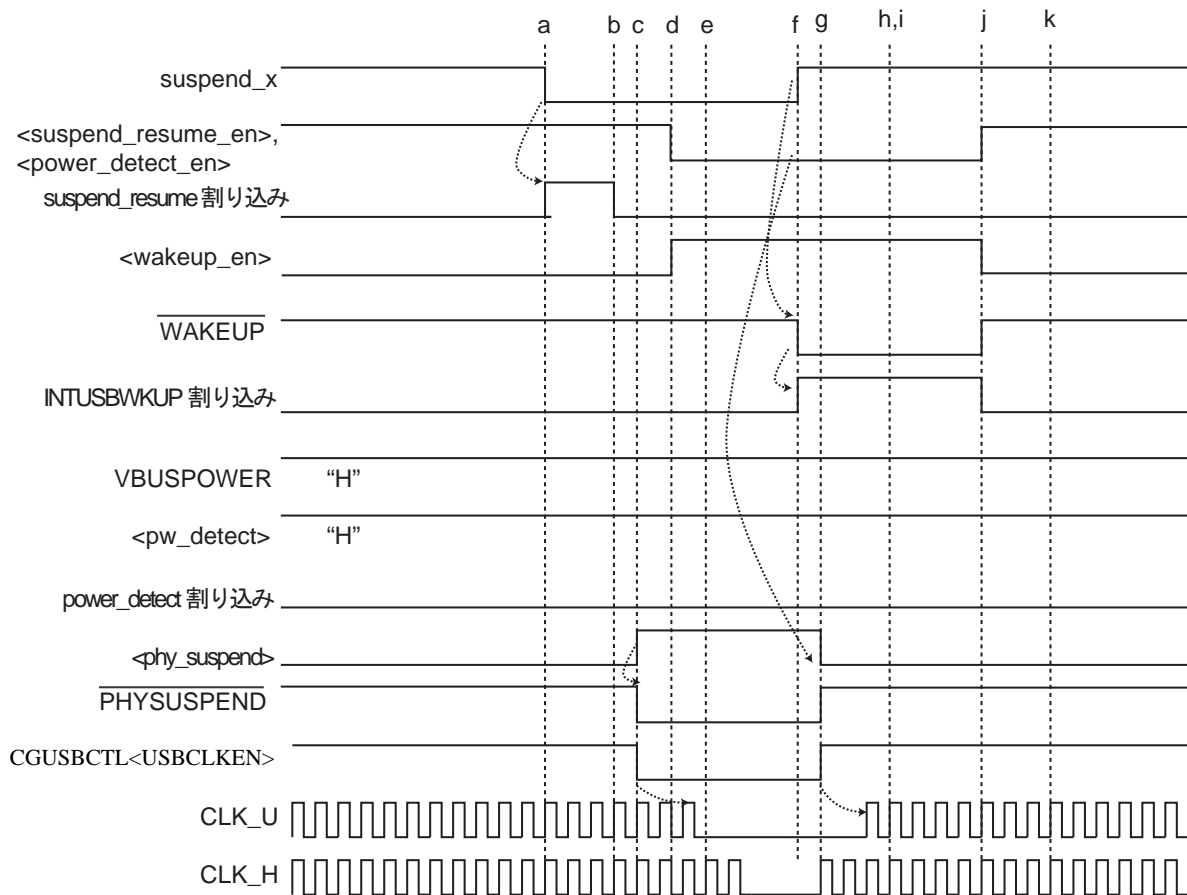 a b c d e f g h,i j k
suspend_x
<suspend_resume_en>,
<power_detect_en>
suspend_resume 割り込み
<wakeup_en>
WAKEUP
INTUSBWKUP 割り込み
VBUSPOWER “H”
<pw_detect> “H”
power_detect 割り込み
<phy_suspend>
PHYSUSPEND
CGUSBCTL<USBCLKEN>
CLK_U
CLK_H